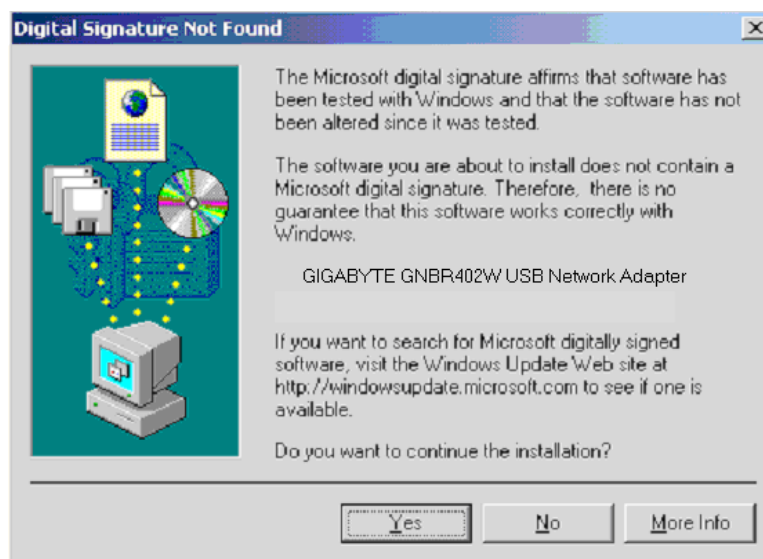 Digital Signature Not Found
The Microsoft digital signature affirms that software has
been tested with Windows and that the software has not
been altered since it was tested.
The software you are about to install does not contain a
Microsoft digital signature. Therefore, there is no
guarantee that this software works correctly with
Windows.
GIGABYTE GNBR402W USB Network Adapter
If you want to search for Microsoft digitally signed
software, visit the Windows Update Web site at
http://windowsupdate.microsoft.com to see if one is
available.
Do you want to continue the installation?
Yes
No
More Info